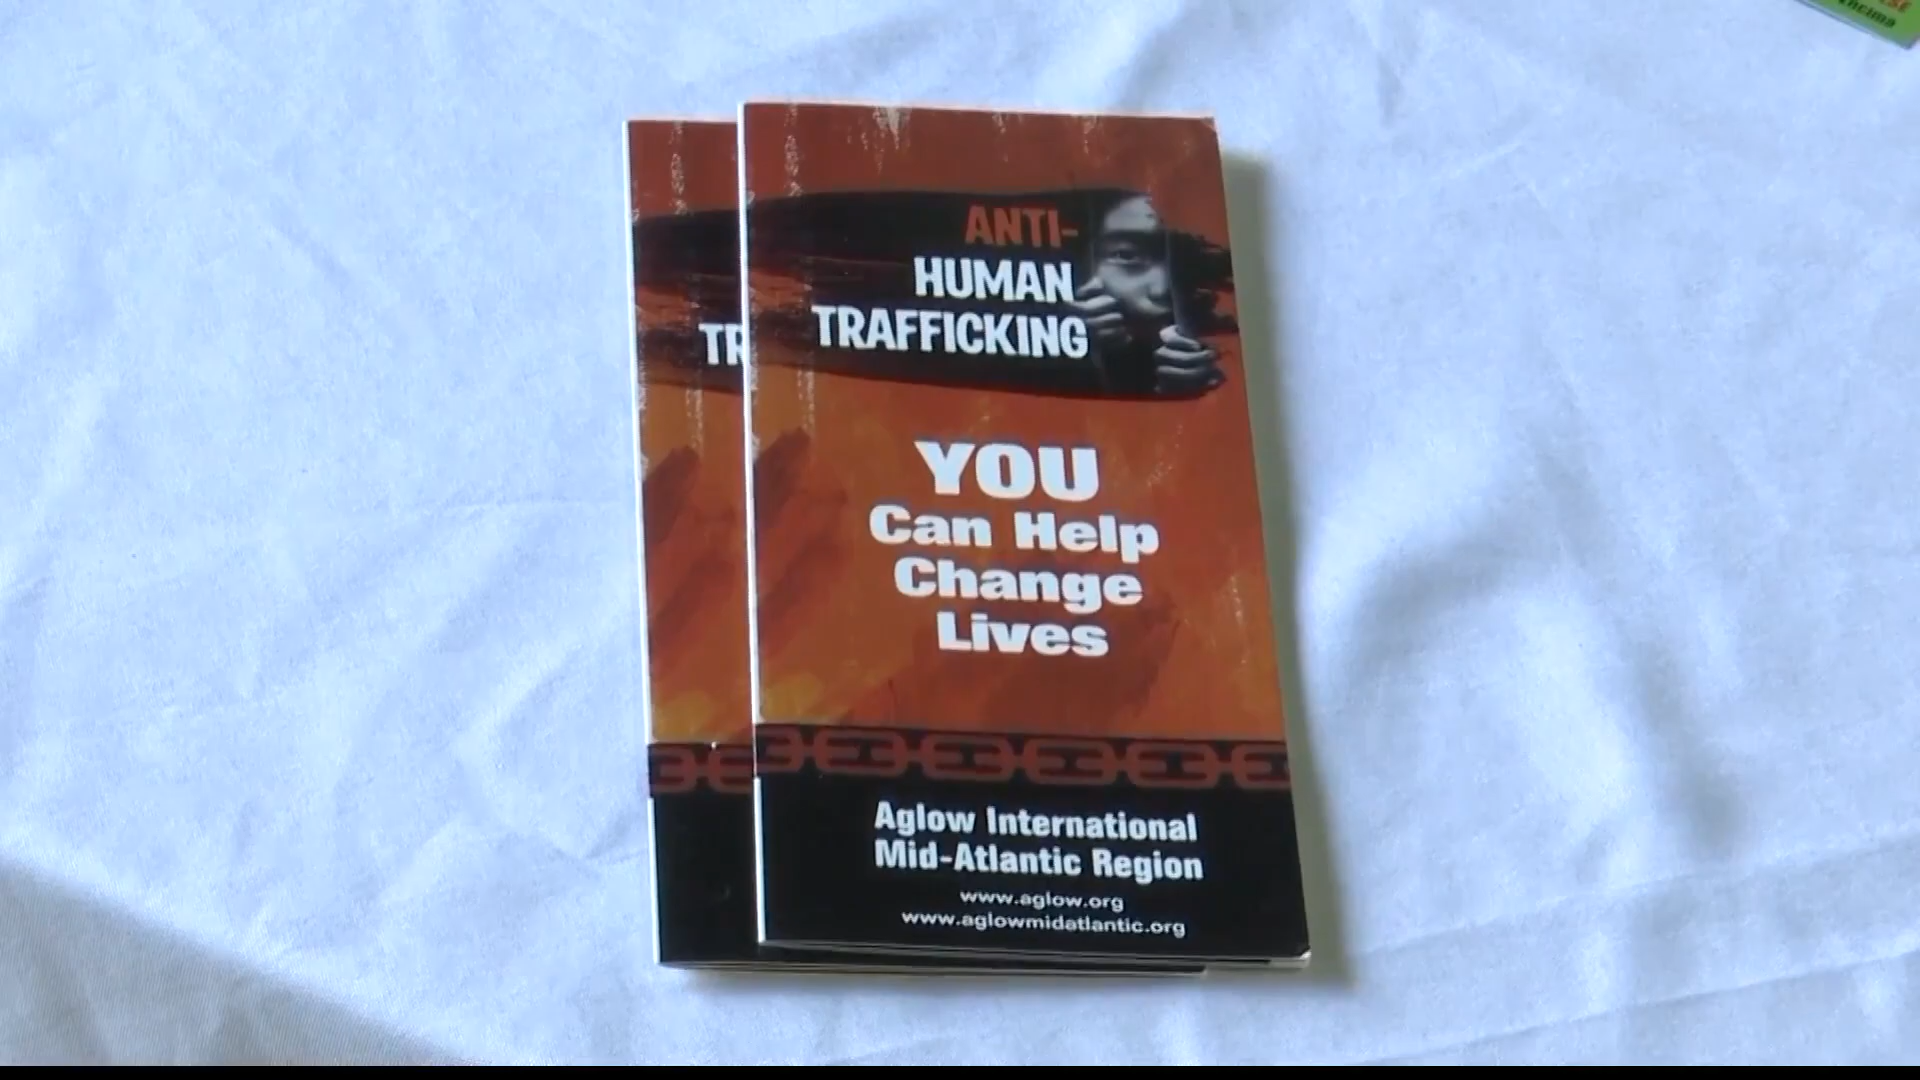 ANTI-
HUMAN
TRAFFICKING
YOU
Can Help
Change
Lives
Aglow International
Mid-Atlantic Region
www.aglow.org
www.aglowmidatlantic.org
TR